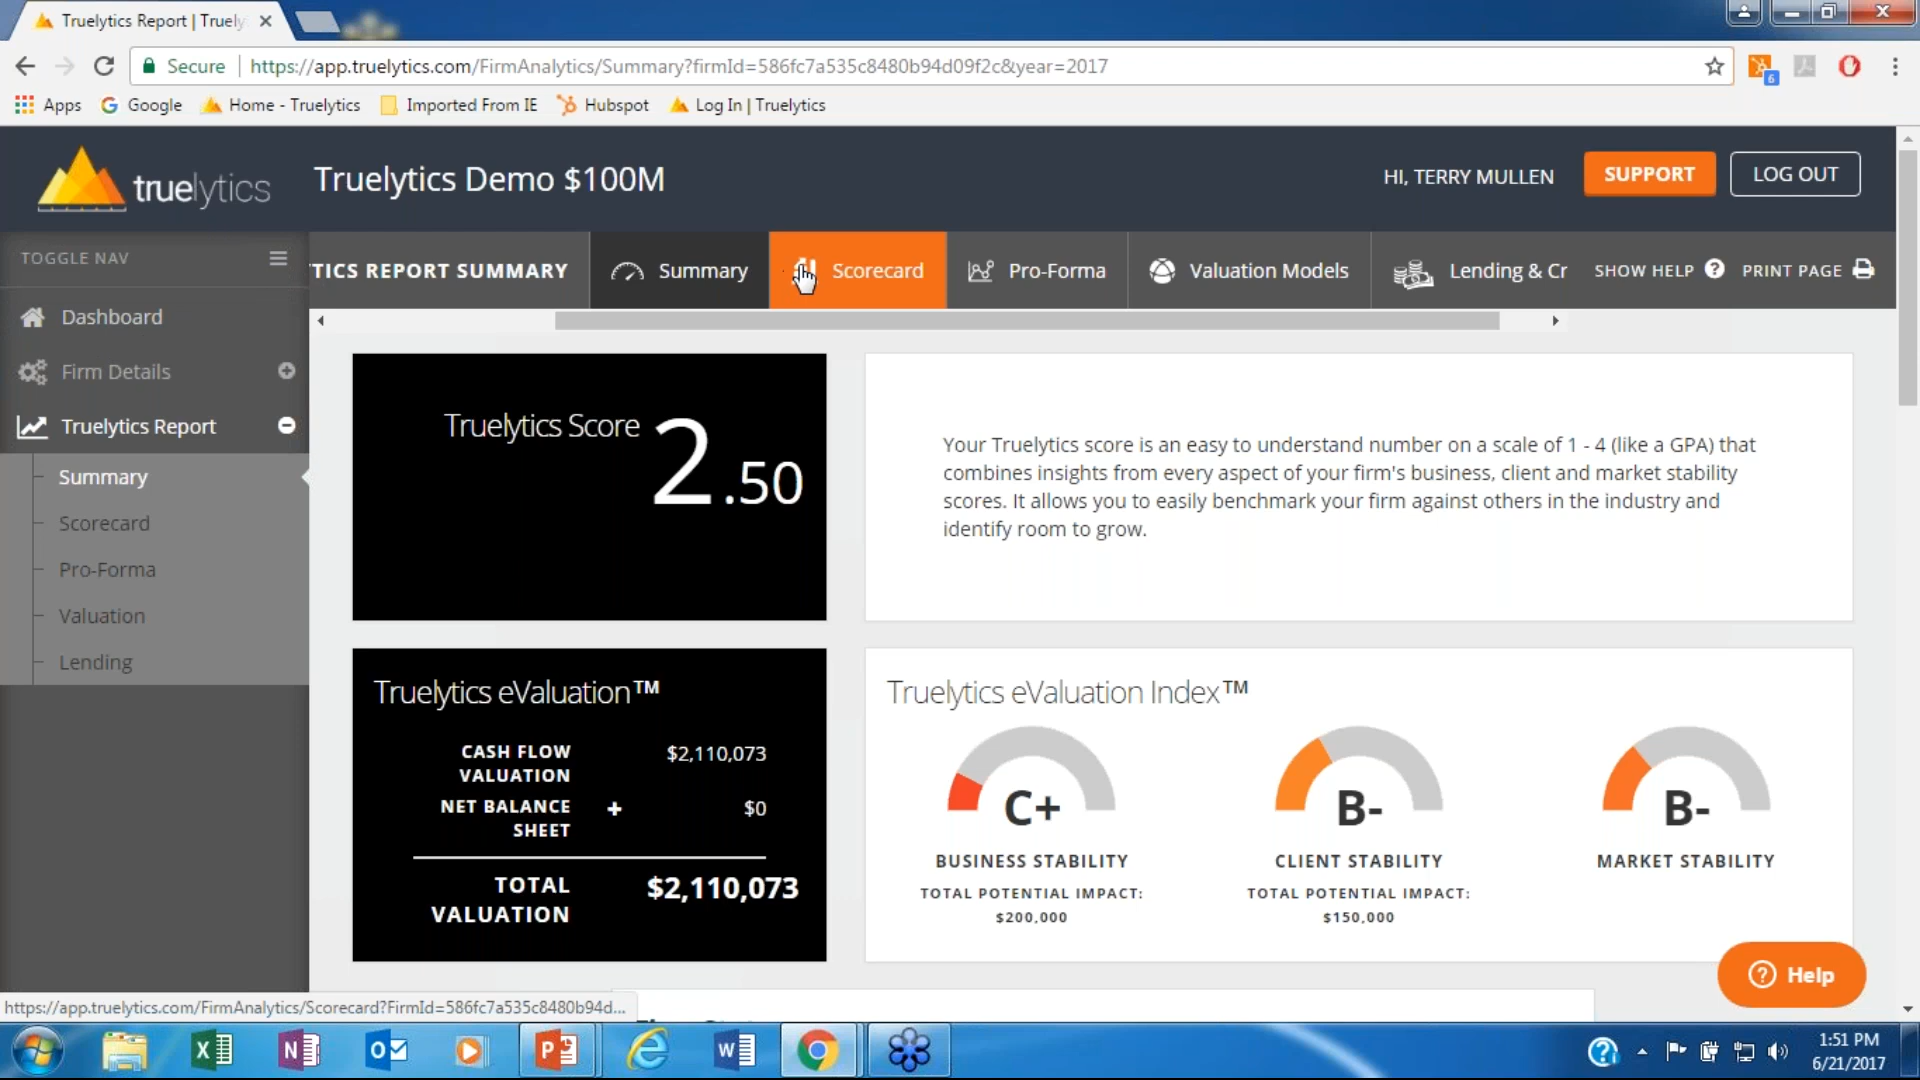 Truelytics Report | Truely
Secure https://app.truelytics.com/FirmAnalytics/Summary?firmId=586fc7a535c8480b94d09f2c&year=2017
6
Apps Google Home - Truelytics Imported From IE Hubspot Log In | Truelytics
truelytics Truelytics Demo $100M HI, TERRY MULLEN SUPPORT LOG OUT
TOGGLE NAV
TICS REPORT SUMMARY Summary Scorecard Pro-Forma Valuation Models Lending & Cr SHOW HELP ? PRINT PAGE
Dashboard
Firm Details
Truelytics Report
Summary
Scorecard
Pro-Forma
Valuation
Lending
Truelytics Score 2.50
Your Truelytics score is an easy to understand number on a scale of 1 - 4 (like a GPA) that
combines insights from every aspect of your firm's business, client and market stability
scores. It allows you to easily benchmark your firm against others in the industry and
identify room to grow.
Truelytics eValuation™
CASH FLOW $2,110,073
VALUATION
NET BALANCE + $0
SHEET
TOTAL $2,110,073
VALUATION
Truelytics eValuation Index™
C+ B- B-
BUSINESS STABILITY CLIENT STABILITY MARKET STABILITY
TOTAL POTENTIAL IMPACT: TOTAL POTENTIAL IMPACT:
$200,000 $150,000
? Help
https://app.truelytics.com/FirmAnalytics/Scorecard?FirmId=586fc7a535c8480b94d...
1:51 PM
6/21/2017